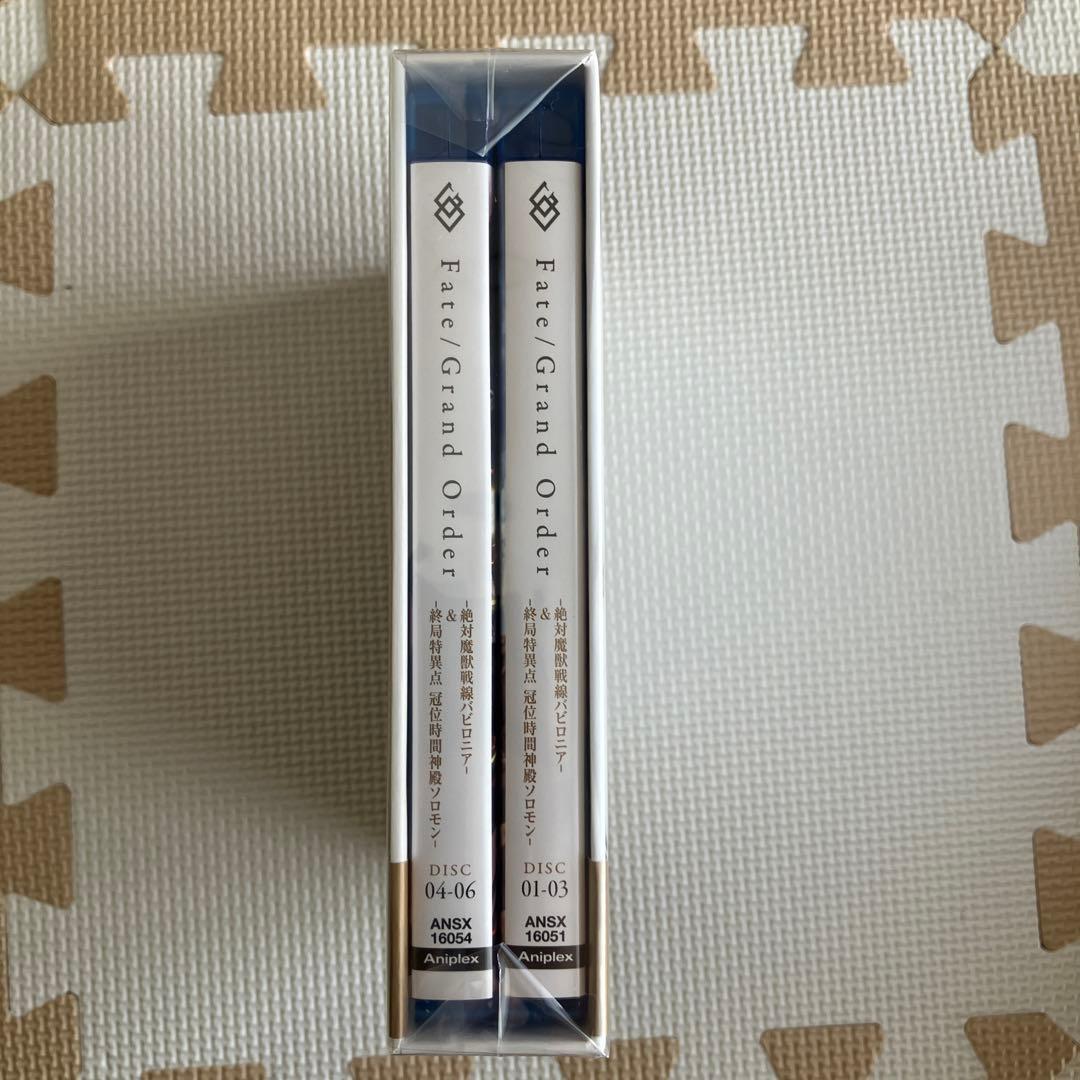 Fate/Grand Order
-絶対魔獣戦線バビロニア-
&
-終局特異点 冠位時間神殿ソロモン-
DISC
04-06
ANSX
16054
Aniplex
Fate/Grand Order
-絶対魔獣戦線バビロニア-
&
-終局特異点 冠位時間神殿ソロモン-
DISC
01-03
ANSX
16051
Aniplex